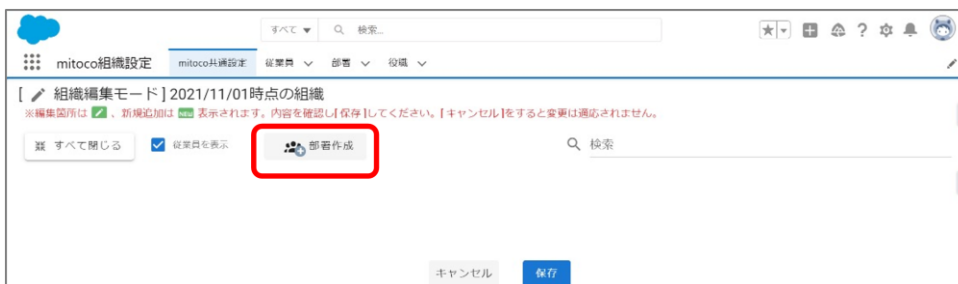 すべて ▼ 検索...
mitoco組織設定 mitoco共通設定 従業員 部署 役職
[ 組織編集モード ] 2021/11/01時点の組織
※編集箇所は 、新規追加は NEW 表示されます。内容を確認し[保存]してください。[キャンセル]をすると変更は適応されません。
すべて閉じる 従業員を表示 部署作成 検索
キャンセル 保存